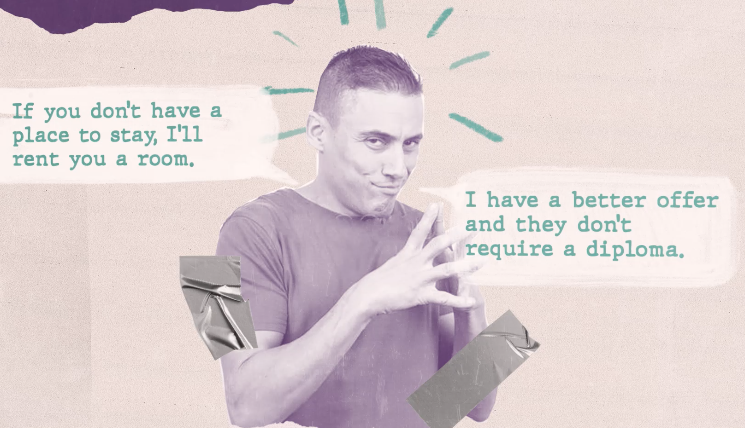 If you don't have a
place to stay, I'll
rent you a room.
I have a better offer
and they don't
require a diploma.